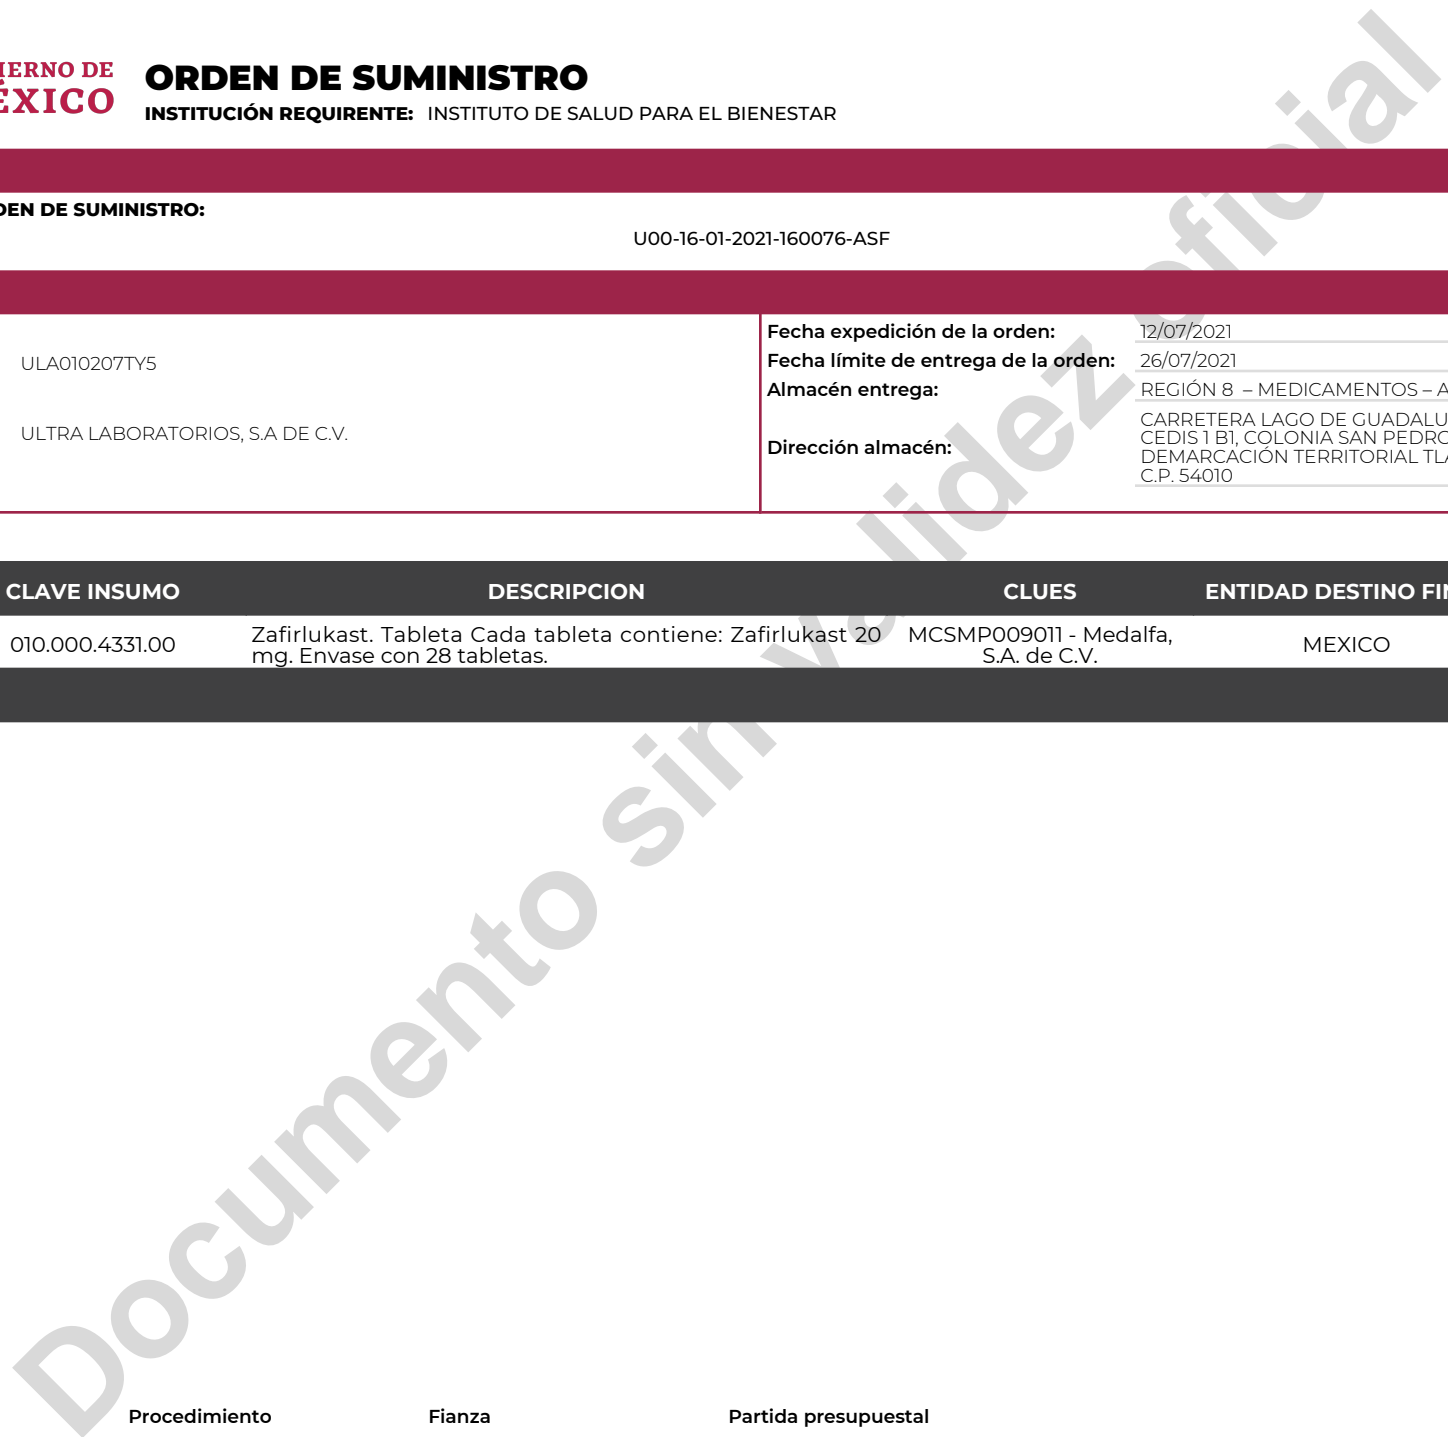 IERNO DE
ÉXICO
ORDEN DE SUMINISTRO
INSTITUCIÓN REQUIRENTE: INSTITUTO DE SALUD PARA EL BIENESTAR
DEN DE SUMINISTRO:
U00-16-01-2021-160076-ASF
ULA010207TY5
ULTRA LABORATORIOS, S.A DE C.V.
Fecha expedición de la orden: 12/07/2021
Fecha límite de entrega de la orden: 26/07/2021
Almacén entrega: REGIÓN 8 – MEDICAMENTOS – A
Dirección almacén:
CARRETERA LAGO DE GUADALU
CEDIS 1 B1, COLONIA SAN PEDRO
DEMARCACIÓN TERRITORIAL TLA
C.P. 54010
CLAVE INSUMO DESCRIPCION CLUES ENTIDAD DESTINO FIN
010.000.4331.00
Zafirlukast. Tableta Cada tableta contiene: Zafirlukast 20
mg. Envase con 28 tabletas.
MCSMP009011 - Medalfa,
S.A. de C.V.
MEXICO
Documento sin validez oficial
Procedimiento Fianza Partida presupuestal